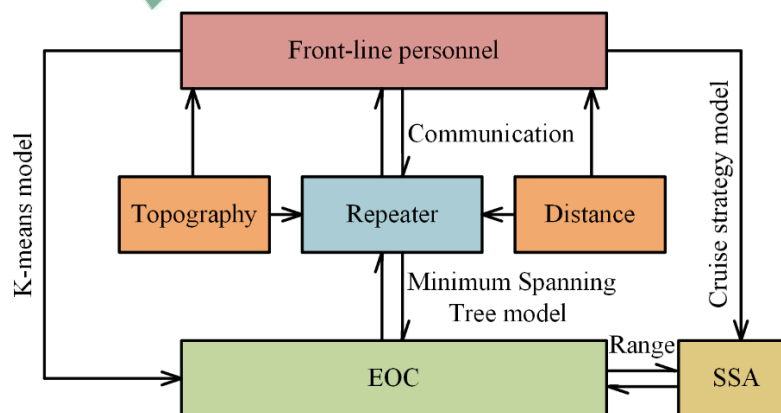 Front-line personnel
Communication
K-means model
Cruise strategy model
Topography
Repeater
Distance
Minimum Spanning
Tree model
Range
EOC
SSA